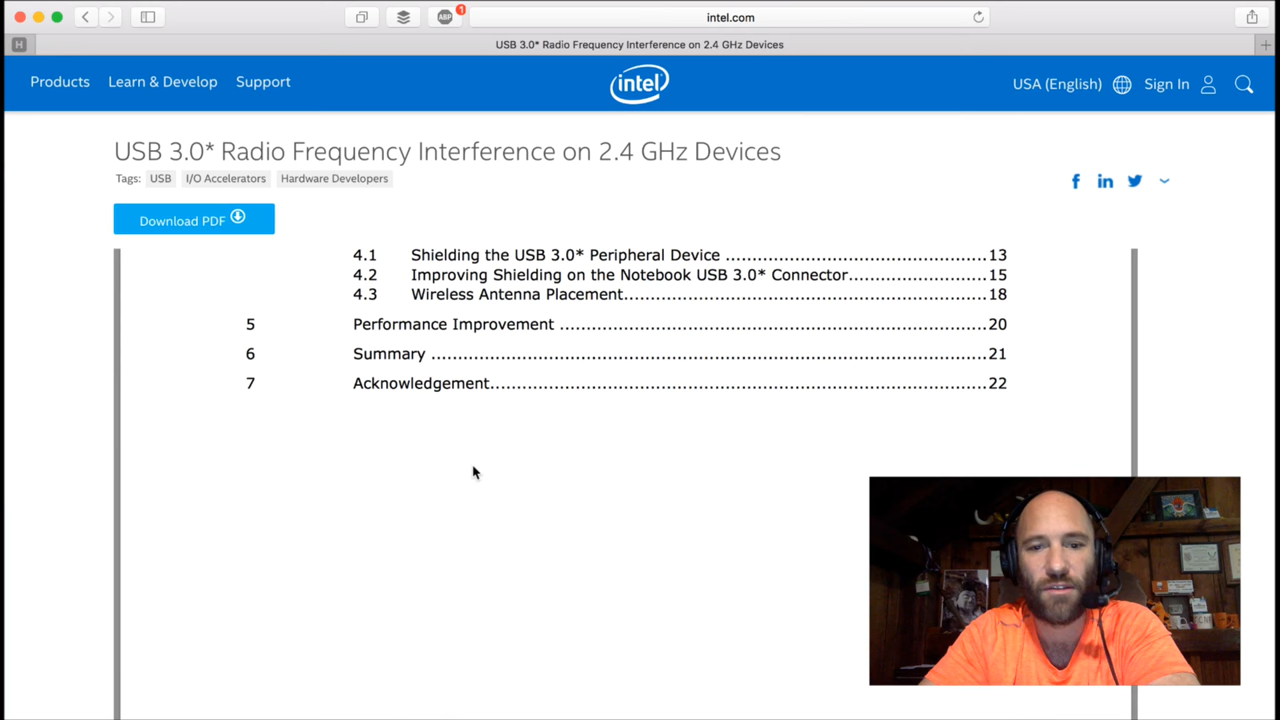 ABP
1
intel.com
H
USB 3.0* Radio Frequency Interference on 2.4 GHz Devices
Products Learn & Develop Support
intel
USA (English) Sign In
USB 3.0* Radio Frequency Interference on 2.4 GHz Devices
Tags: USB I/O Accelerators Hardware Developers
Download PDF
4.1 Shielding the USB 3.0* Peripheral Device 13
4.2 Improving Shielding on the Notebook USB 3.0* Connector 15
4.3 Wireless Antenna Placement 18
5 Performance Improvement 20
6 Summary 21
7 Acknowledgement 22